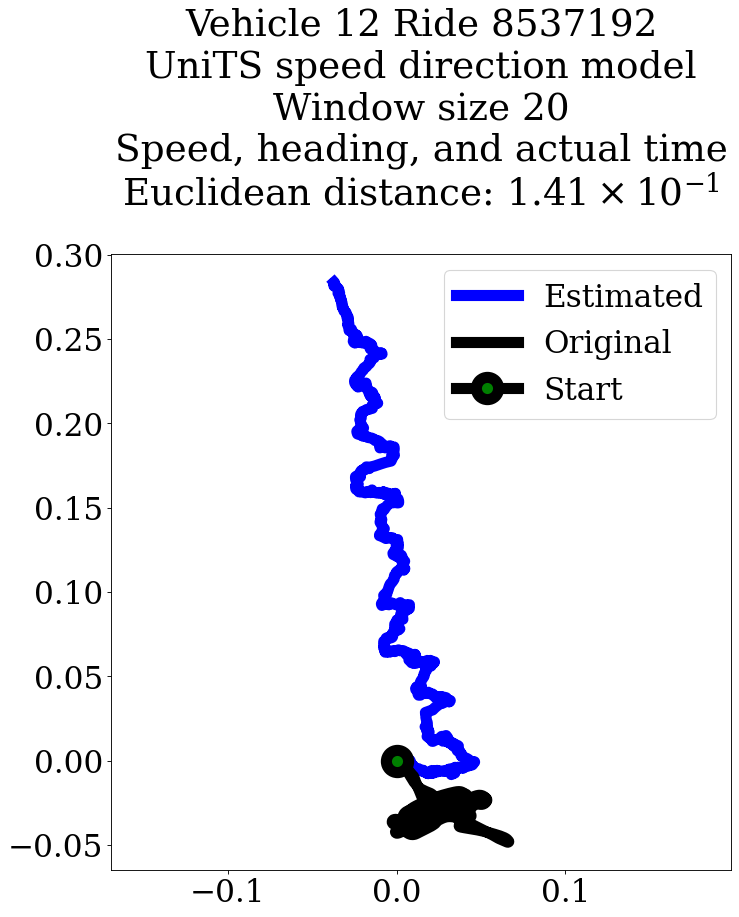 Vehicle 12 Ride 8537192
UniTS speed direction model
Window size 20
Speed, heading, and actual time
Euclidean distance: 1.41 × 10⁻¹
0.30
0.25
0.20
0.15
0.10
0.05
0.00
−0.05
Estimated
Original
Start
−0.1
0.0
0.1